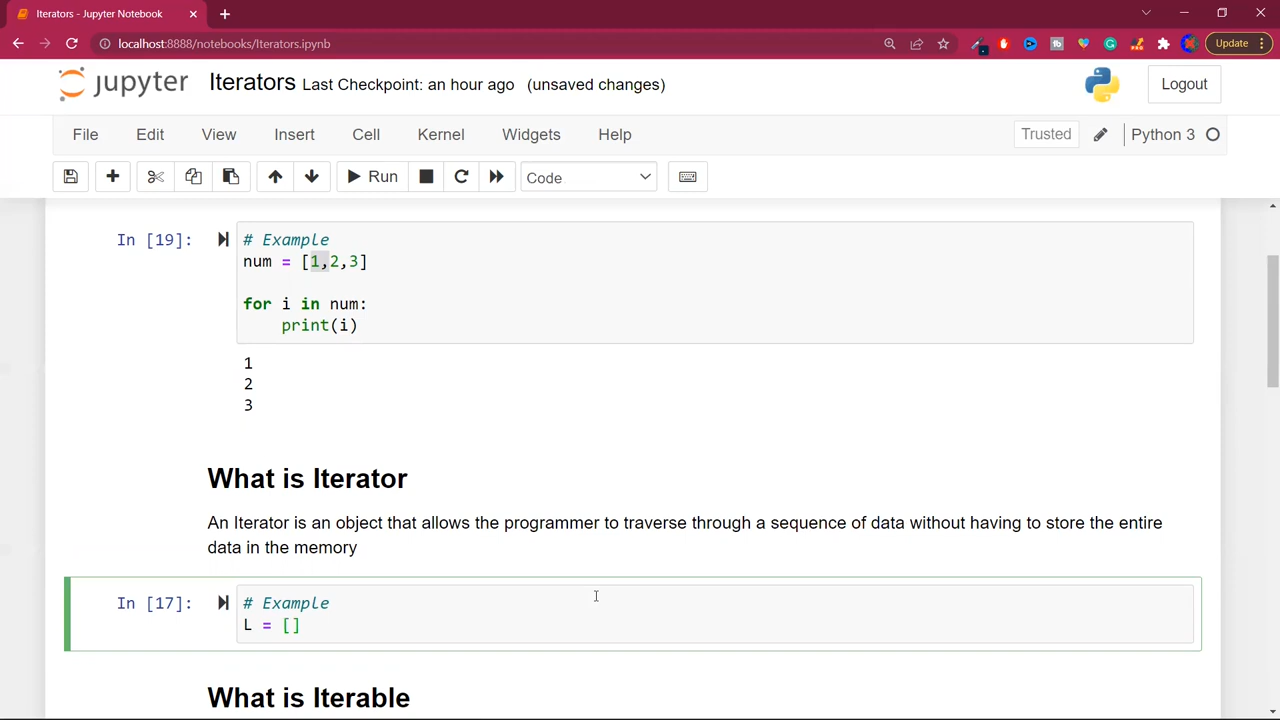 Iterators - Jupyter Notebook
localhost:8888/notebooks/Iterators.ipynb
Update
jupyter Iterators Last Checkpoint: an hour ago (unsaved changes)
Logout
File Edit View Insert Cell Kernel Widgets Help
Trusted
Python 3
Run
Code
In [19]:
# Example
num = [1,2,3]
for i in num:
    print(i)
1
2
3
What is Iterator
An Iterator is an object that allows the programmer to traverse through a sequence of data without having to store the entire
data in the memory
In [17]:
# Example
L = []
What is Iterable